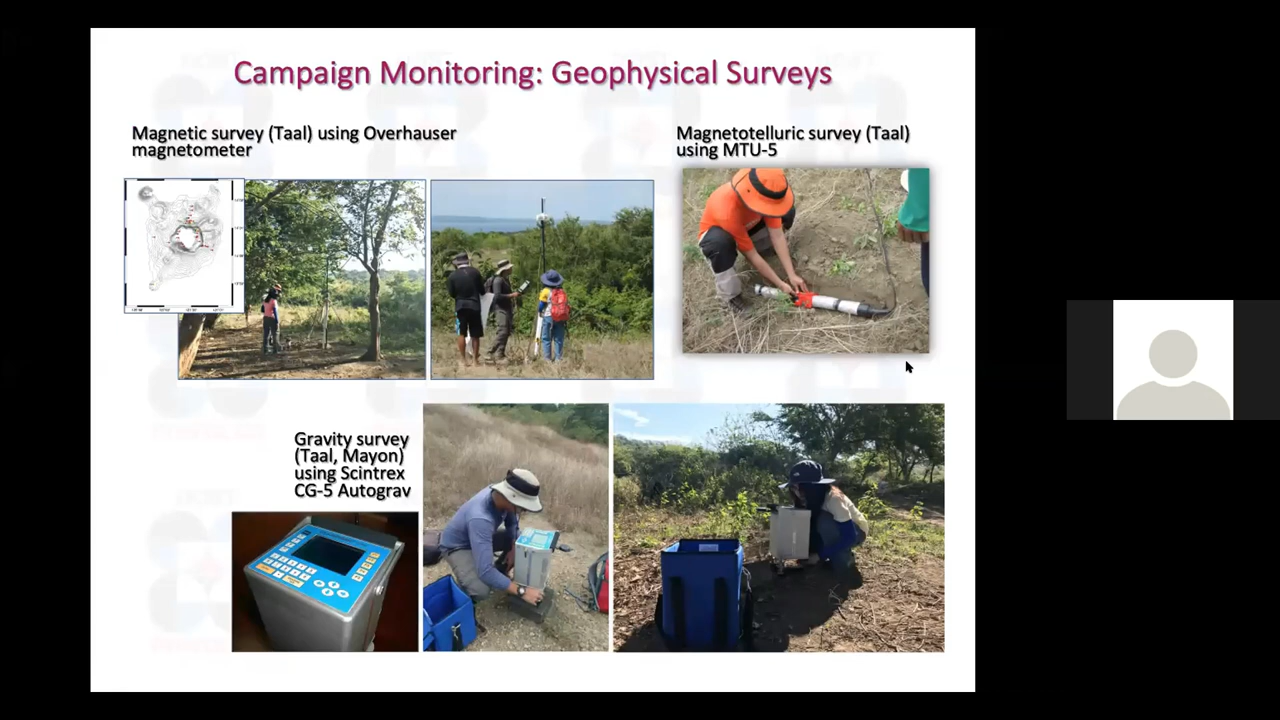 Campaign Monitoring: Geophysical Surveys
Magnetic survey (Taal) using Overhauser
magnetometer
Magnetotelluric survey (Taal)
using MTU-5
Gravity survey
(Taal, Mayon)
using Scintrex
CG-5 Autograv